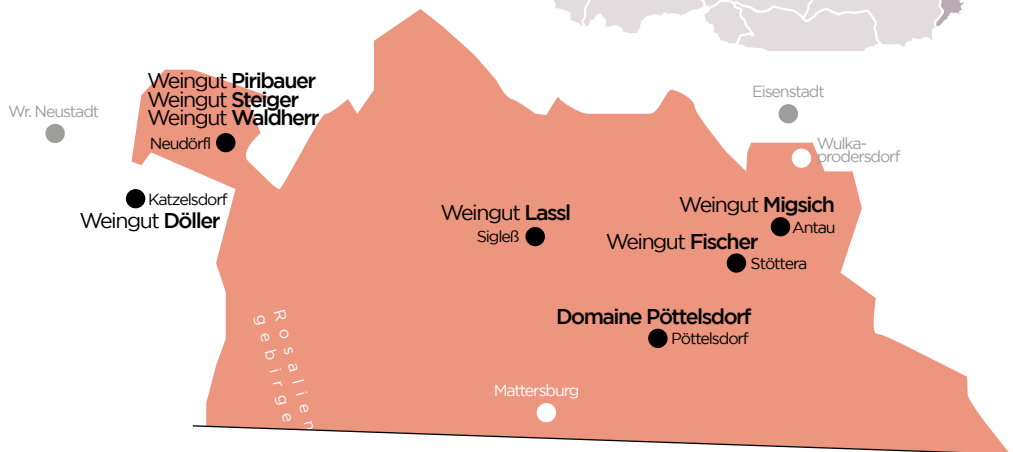 Weingut Piribauer
Weingut Steiger
Weingut Waldherr
Neudörfl
Wr. Neustadt
Eisenstadt
Wulka-
prodersdorf
Katzelsdorf
Weingut Döller
Weingut Lassl
Sigleß
Weingut Migsich
Antau
Weingut Fischer
Stöttera
Domaine Pöttelsdorf
Pöttelsdorf
Rosalien
gebirge
Mattersburg